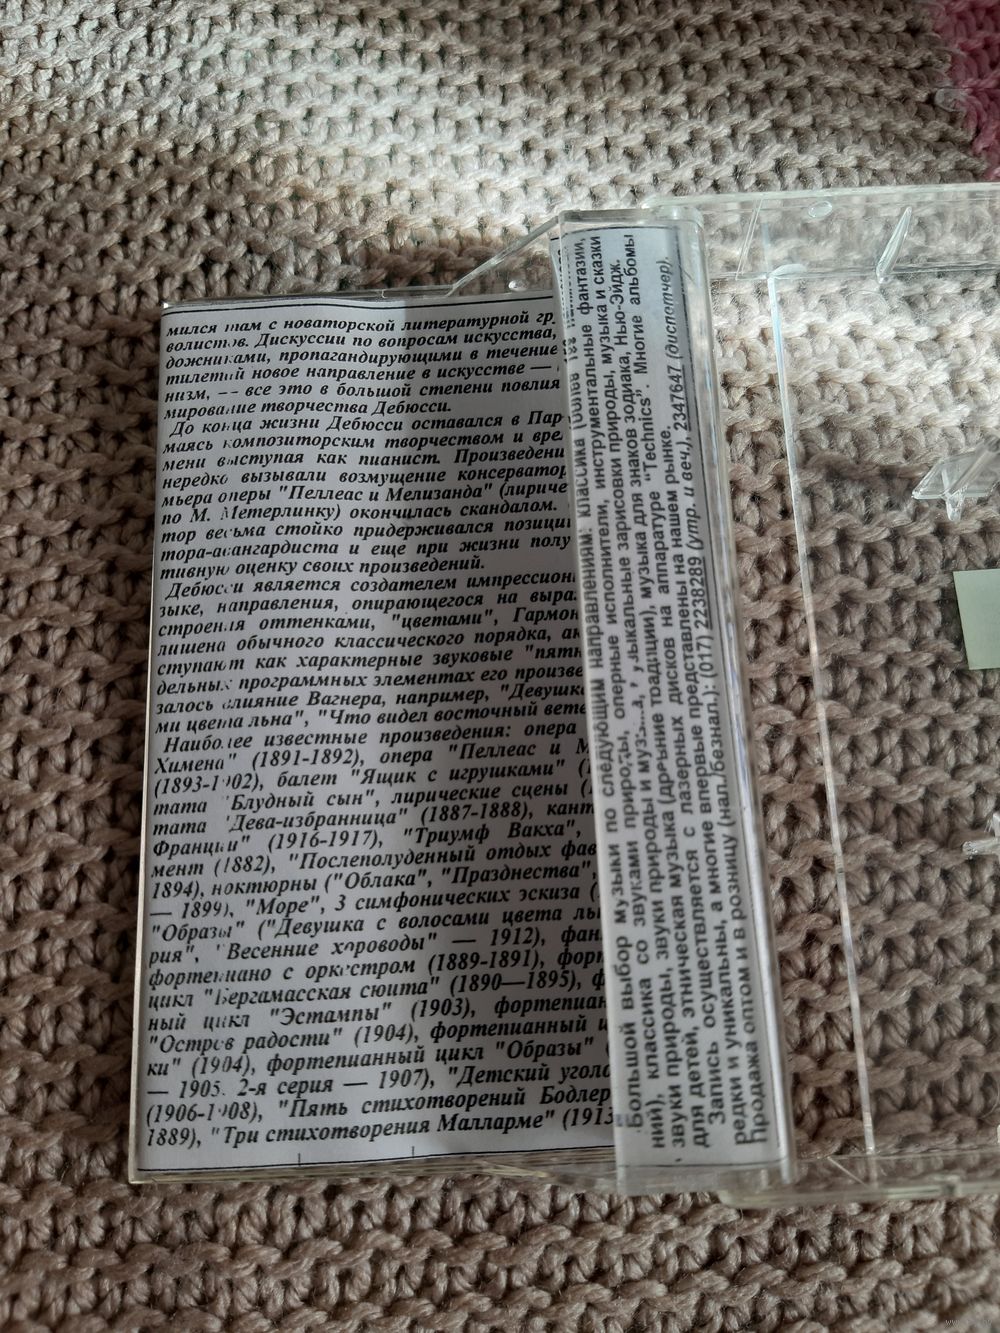 мился там с новаторской литературной гр
волистов. Дискуссии по вопросам искусства,
дожниками, пропагандирующими в течение
тилетий новое направление в искусстве —
низм, — все это в большой степени повлия
мирование творчества Дебюсси.
До конца жизни Дебюсси оставался в Пар
маясь композиторским творчеством и вре
мени выступая как пианист. Произведени
нередко вызывали возмущение консерватор
мьера оперы "Пеллеас и Мелизанда" (лириче
по М. Метерлинку) окончилась скандалом.
тор весьма стойко придерживался позици
тора-авангардиста и еще при жизни полу
тивную оценку своих произведений.
Дебюсси является создателем импрессион
зыке, направления, опирающегося на выра
строения оттенками, "цветами", Гармон
лишена обычного классического порядка, ак
ступают как характерные звуковые "пятн
дельных программных элементах его произве
залось влияние Вагнера, например, "Девушка
ми цвета льна", "Что видел восточный вете
Наиболее известные произведения: опера
Химена" (1891-1892), опера "Пеллеас и М
(1893-1902), балет "Ящик с игрушками" (
тата "Блудный сын", лирические сцены (
тата "Дева-избранница" (1887-1888), кант
Франции" (1916-1917), "Триумф Вакха",
мент (1882), "Послеполуденный отдых фав
1894), ноктюрны ("Облака", "Празднества",
— 1899), "Море", 3 симфонических эскиза (
"Образы" ("Девушка с волосами цвета ль
рия", "Весенние хороводы" — 1912), фан
фортепиано с оркестром (1889-1891), форт
цикл "Бергамасская сюита" (1890—1895), ф
ный цикл "Эстампы" (1903), фортепиан
"Остров радости" (1904), фортепианный ц
ки" (1904), фортепианный цикл "Образы" (
— 1905. 2-я серия — 1907), "Детский уголо
(1906-1908), "Пять стихотворений Бодлер
1889), "Три стихотворения Малларме" (1913
Большой выбор музыки по следующим направлениям: классика (более 100 наименова
ний), классика со звуками природы, оперные исполнители, инструментальные фантазии,
звуки природы, звуки природы и музыка, музыкальные зарисовки природы, музыка и сказки
для детей, этническая музыка (древние традиции), музыка для знаков зодиака, Нью-Эйдж.
Запись осуществляется с лазерных дисков на аппаратуре "Technics". Многие альбомы
редки и уникальны, а многие впервые представлены на нашем рынке.
Продажа оптом и в розницу (нал./безнал.): (017) 2238289 (утр. и веч.), 2347647 (диспетчер).